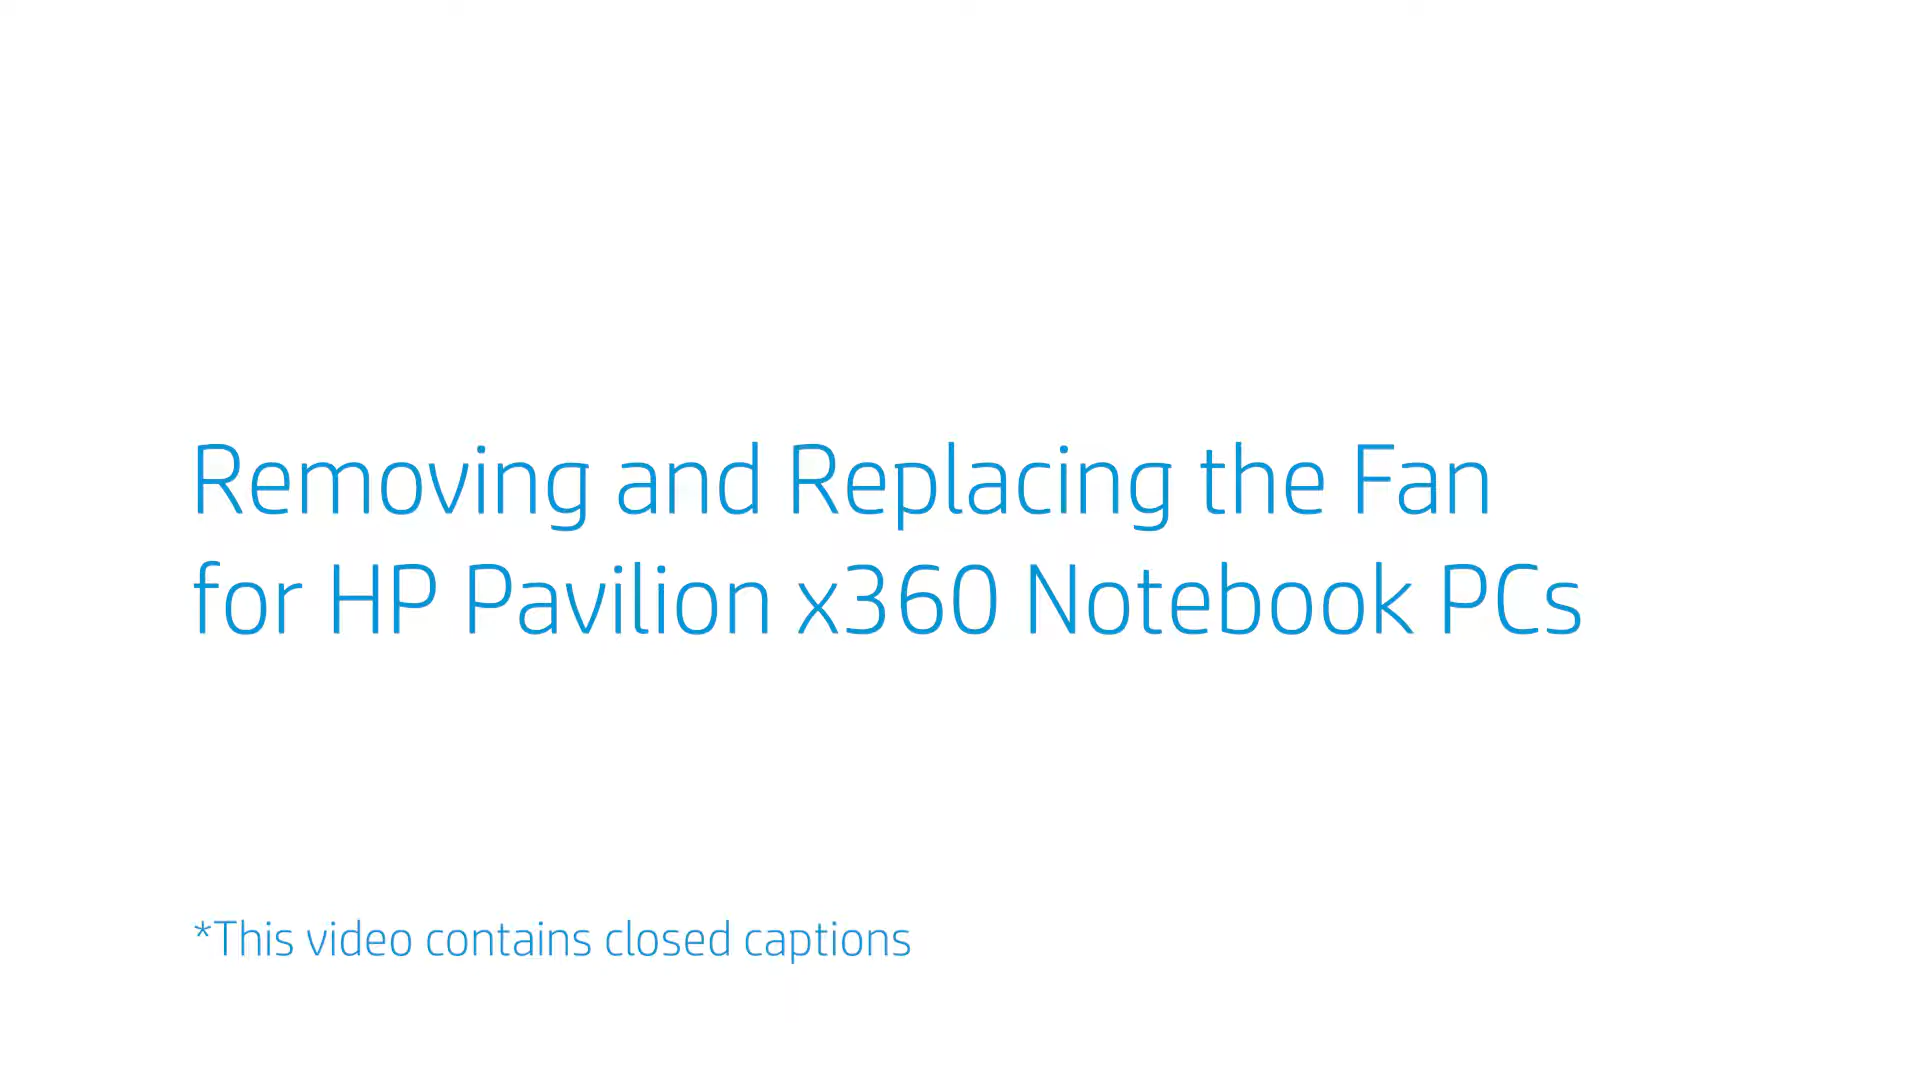 Removing and Replacing the Fan
for HP Pavilion x360 Notebook PCs
*This video contains closed captions